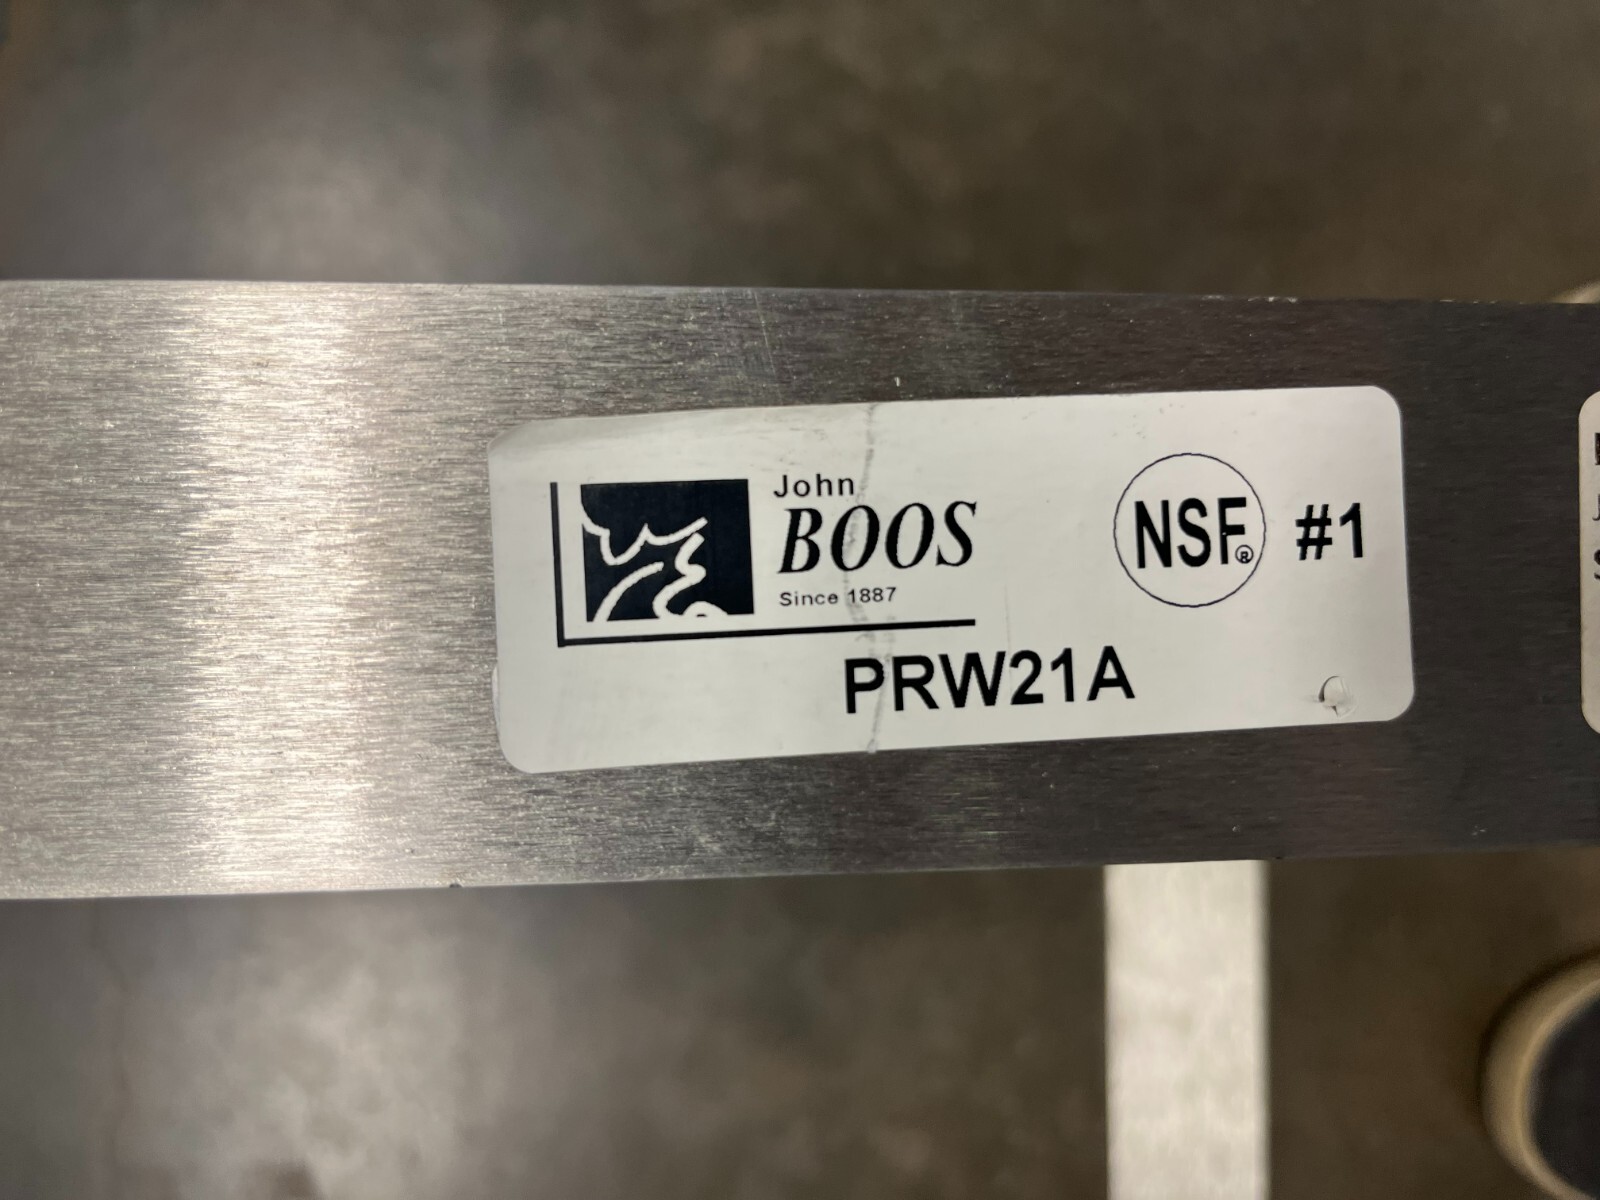 John
BOOS
Since 1887
NSF® #1
PRW21A